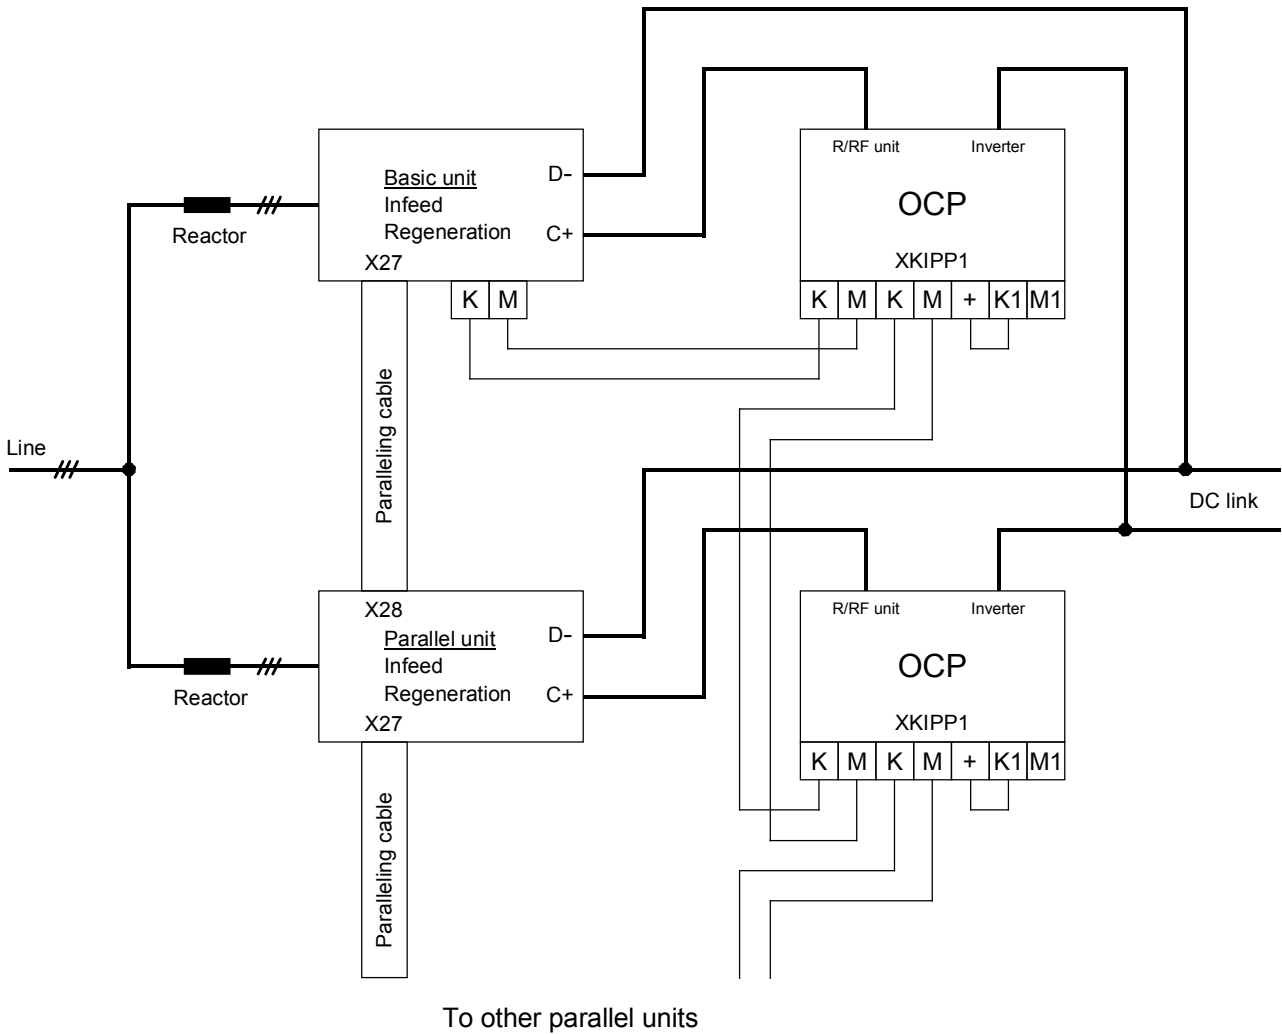 R/RF unit
Inverter
Basic unit
Infeed
Regeneration
D-
C+
OCP
Reactor
X27
XKIPP1
K
M
K
M
K
M
+
K1
M1
Paralleling cable
Line
DC link
X28
Parallel unit
Infeed
Regeneration
D-
C+
R/RF unit
Inverter
OCP
Reactor
X27
XKIPP1
K
M
K
M
+
K1
M1
Paralleling cable
To other parallel units